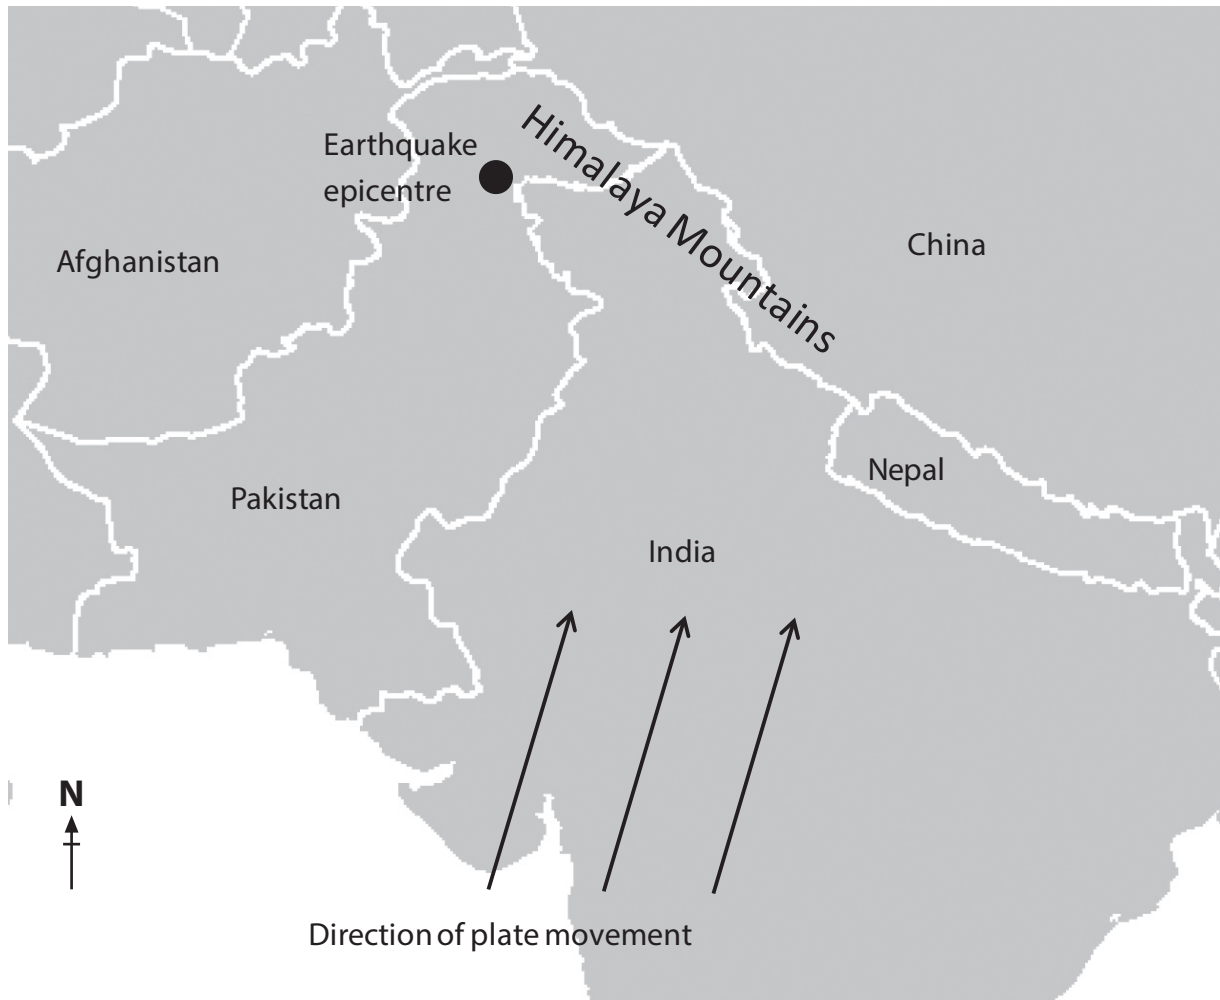 Earthquake
epicentre
Himalaya Mountains
Afghanistan
China
Nepal
Pakistan
India
N
Direction of plate movement